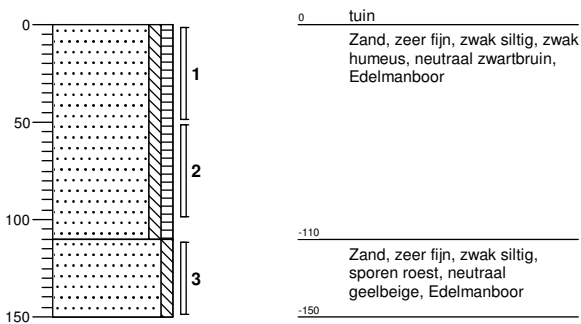 0
50
100
150
1
2
3
0 tuin
Zand, zeer fijn, zwak siltig, zwak
humeus, neutraal zwartbruin,
Edelmanboor
-110
Zand, zeer fijn, zwak siltig,
sporen roest, neutraal
geelbeige, Edelmanboor
-150